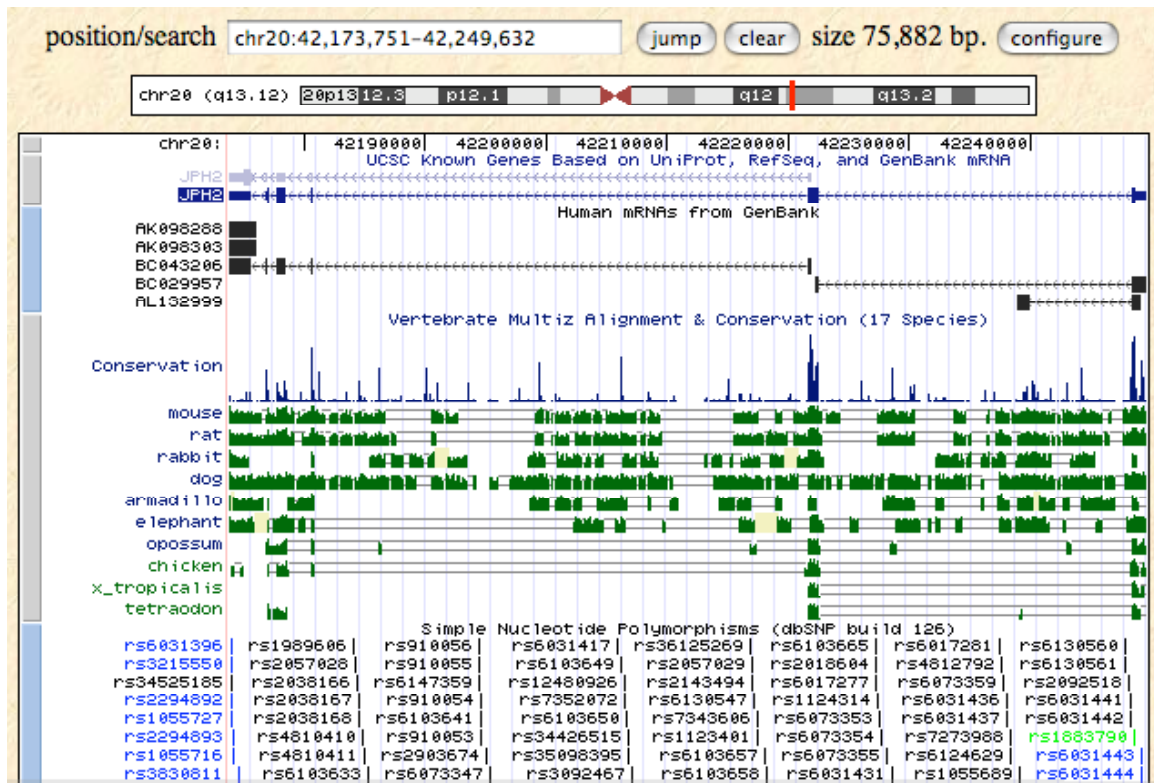 position/search chr20:42,173,751-42,249,632 jump clear size 75,882 bp. configure
chr20 (q13.12) 20p13 12.3 p12.1 q12 q13.2
chr20: 42190000| 42200000| 42210000| 42220000| 42230000| 42240000|
UCSC Known Genes Based on UniProt, RefSeq, and GenBank mRNA
JPH2
JPH2
Human mRNAs from GenBank
AK098288
AK098303
BC043206
BC029957
AL132999
Vertebrate Multiz Alignment & Conservation (17 Species)
Conservation
mouse
rat
rabbit
dog
armadillo
elephant
opossum
chicken
x_tropicalis
tetraodon
Simple Nucleotide Polymorphisms (dbSNP build 126)
rs6031396| rs1989606| rs910056| rs6031417| rs36125269| rs6103665| rs6017281| rs6130560|
rs3215550| rs2057028| rs910055| rs6103649| rs2057029| rs2018604| rs4812792| rs6130561|
rs34525185| rs2038166| rs6147359| rs12480926| rs2143494| rs6017277| rs6073359| rs2092518|
rs2294892| rs2038167| rs910054| rs7352072| rs6130547| rs1124314| rs6031436| rs6031441|
rs1055727| rs2038168| rs6103641| rs6103650| rs7343606| rs6073353| rs6031437| rs6031442|
rs2294893| rs4810410| rs910053| rs34426515| rs1123401| rs6073354| rs7273988| rs1883790|
rs1055716| rs4810411| rs2903674| rs35098395| rs6103657| rs6073355| rs6124629| rs6031443|
rs3830811| rs6103633| rs6073347| rs3092467| rs6103658| rs6031431| rs1055689| rs6031444|